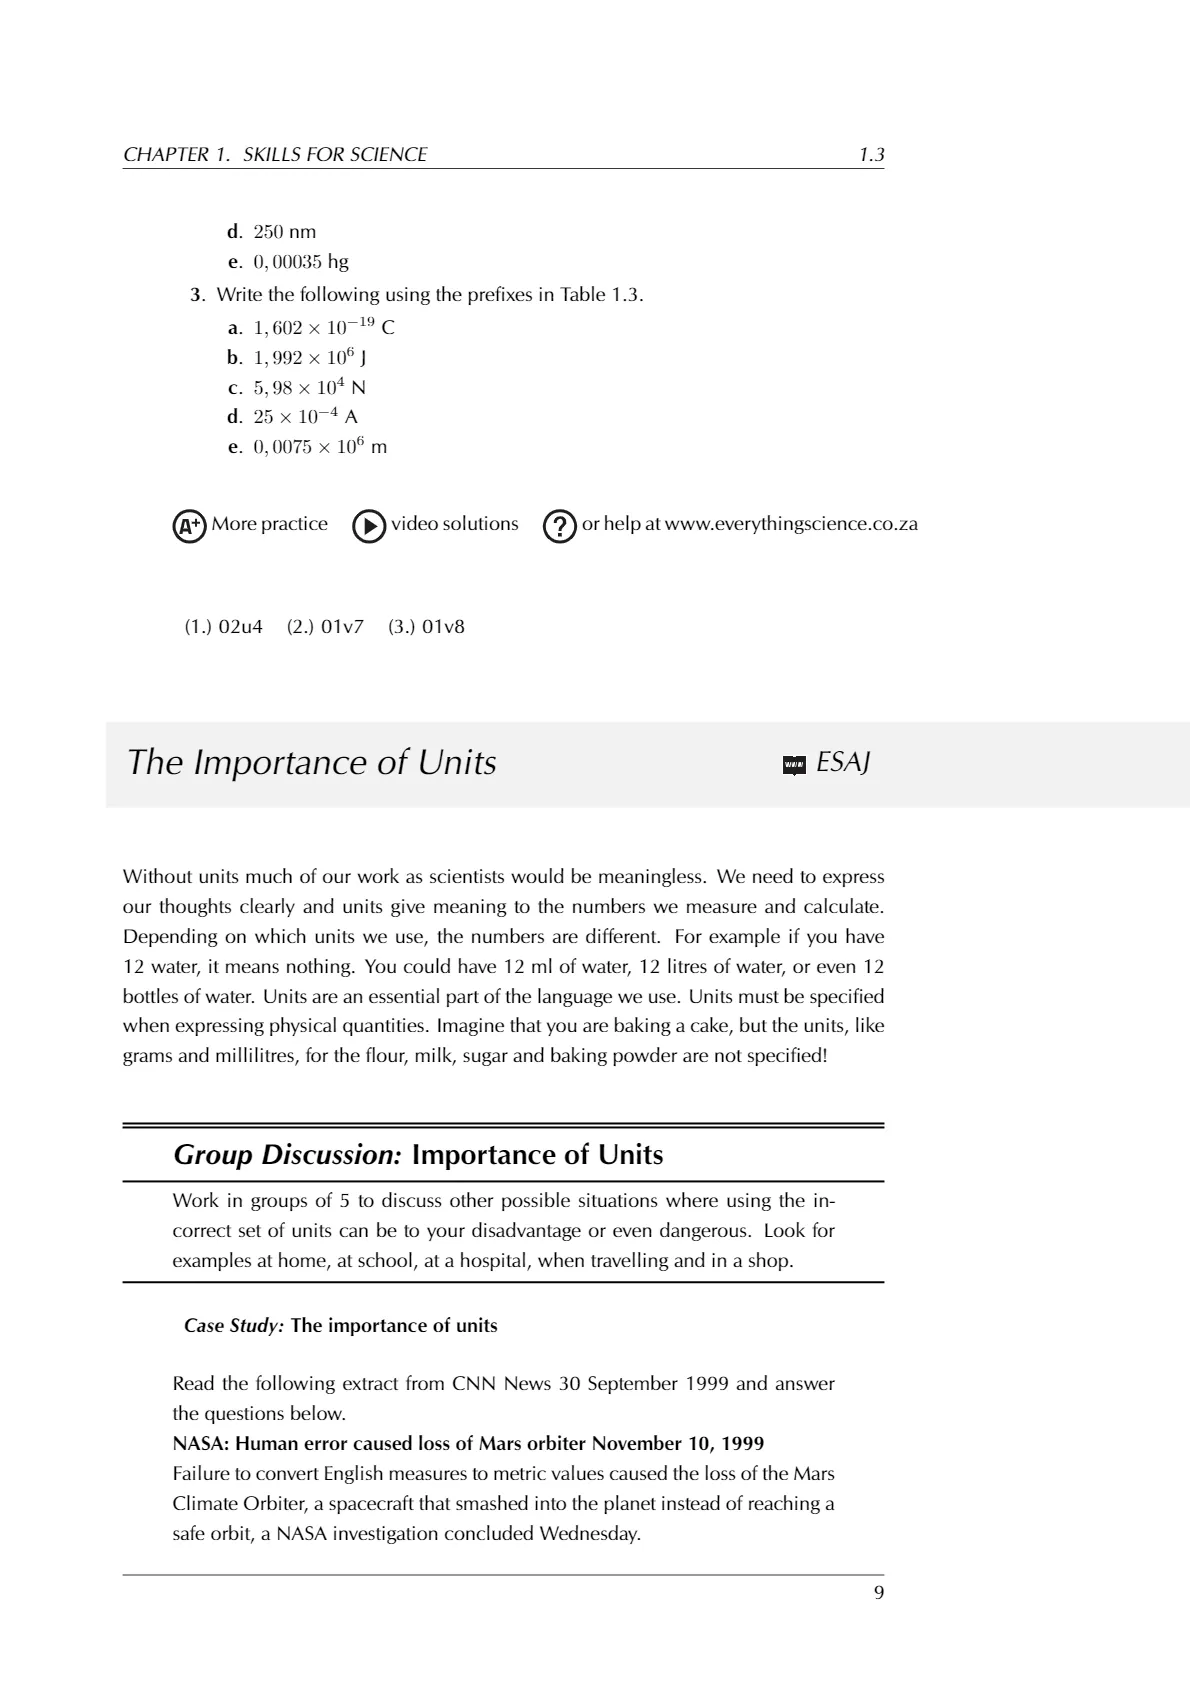 CHAPTER 1. SKILLS FOR SCIENCE 1.3
d. 250 nm
e. 0, 00035 hg
3. Write the following using the prefixes in Table 1.3.
a. 1, 602 × 10⁻¹⁹ C
b. 1, 992 × 10⁶ J
c. 5, 98 × 10⁴ N
d. 25 × 10⁻⁴ A
e. 0, 0075 × 10⁶ m
A+ More practice video solutions ? or help at www.everythingscience.co.za
(1.) 02u4 (2.) 01v7 (3.) 01v8
The Importance of Units www ESAJ
Without units much of our work as scientists would be meaningless. We need to express
our thoughts clearly and units give meaning to the numbers we measure and calculate.
Depending on which units we use, the numbers are different. For example if you have
12 water, it means nothing. You could have 12 ml of water, 12 litres of water, or even 12
bottles of water. Units are an essential part of the language we use. Units must be specified
when expressing physical quantities. Imagine that you are baking a cake, but the units, like
grams and millilitres, for the flour, milk, sugar and baking powder are not specified!
Group Discussion: Importance of Units
Work in groups of 5 to discuss other possible situations where using the in-
correct set of units can be to your disadvantage or even dangerous. Look for
examples at home, at school, at a hospital, when travelling and in a shop.
Case Study: The importance of units
Read the following extract from CNN News 30 September 1999 and answer
the questions below.
NASA: Human error caused loss of Mars orbiter November 10, 1999
Failure to convert English measures to metric values caused the loss of the Mars
Climate Orbiter, a spacecraft that smashed into the planet instead of reaching a
safe orbit, a NASA investigation concluded Wednesday.
9